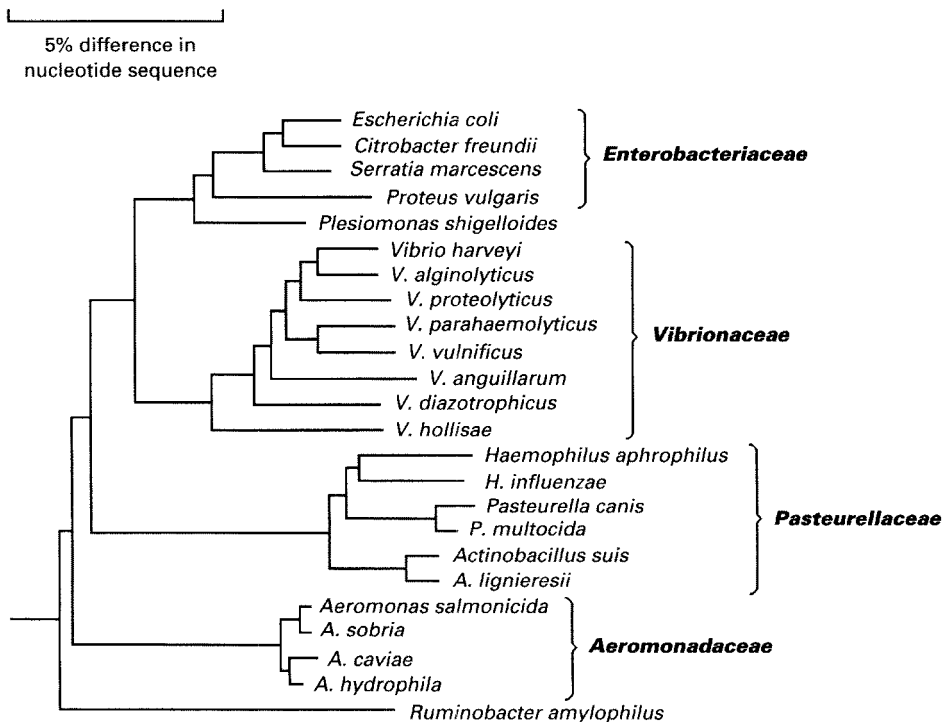 5% difference in
nucleotide sequence
Escherichia coli
Citrobacter freundii
Serratia marcescens
Enterobacteriaceae
Proteus vulgaris
Plesiomonas shigelloides
Vibrio harveyi
V. alginolyticus
V. proteolyticus
V. parahaemolyticus
Vibrionaceae
V. vulnificus
V. anguillarum
V. diazotrophicus
V. hollisae
Haemophilus aphrophilus
H. influenzae
Pasteurella canis
Pasteurellaceae
P. multocida
Actinobacillus suis
A. lignieresii
Aeromonas salmonicida
A. sobria
Aeromonadaceae
A. caviae
A. hydrophila
Ruminobacter amylophilus